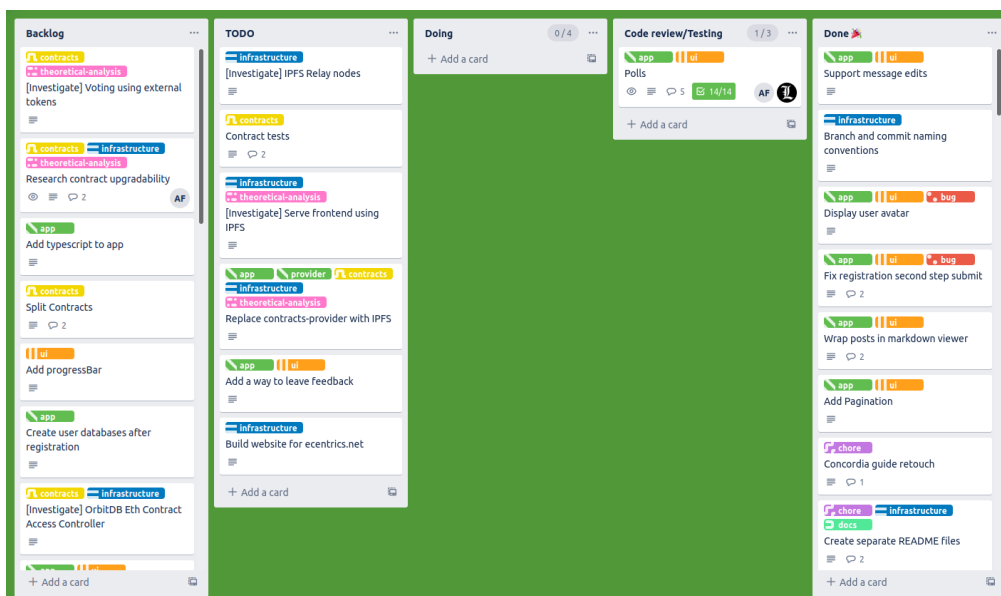 Backlog
contracts
theoretical-analysis
[Investigate] Voting using external
tokens
contracts infrastructure
theoretical-analysis
Research contract upgradability
2 AF
app
Add typescript to app
contracts
Split Contracts
2
ui
Add progressBar
app
Create user databases after
registration
contracts infrastructure
[Investigate] OrbitDB Eth Contract
Access Controller
app ui
+ Add a card
TODO
infrastructure
[Investigate] IPFS Relay nodes
contracts
Contract tests
2
infrastructure
theoretical-analysis
[Investigate] Serve frontend using
IPFS
app provider contracts
infrastructure
theoretical-analysis
Replace contracts-provider with IPFS
app ui
Add a way to leave feedback
infrastructure
Build website for ecentrics.net
+ Add a card
Doing 0/4
+ Add a card
Code review/Testing 1/3
app ui
Polls
5 14/14 AF L
+ Add a card
Done 🎉
app ui
Support message edits
infrastructure
Branch and commit naming
conventions
app ui bug
Display user avatar
app ui bug
Fix registration second step submit
2
app ui
Wrap posts in markdown viewer
2
app ui
Add Pagination
chore
Concordia guide retouch
1
chore infrastructure
docs
Create separate README files
2
+ Add a card